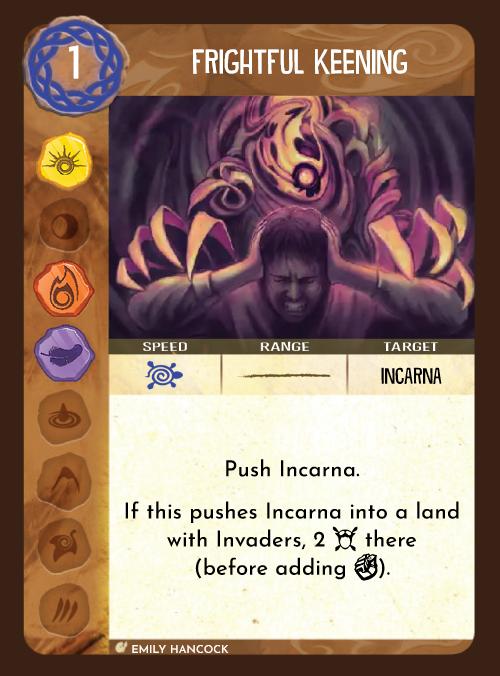 1
FRIGHTFUL KEENING
SPEED RANGE TARGET
INCARNA
Push Incarna.
If this pushes Incarna into a land
with Invaders, 2 there
(before adding ).
EMILY HANCOCK